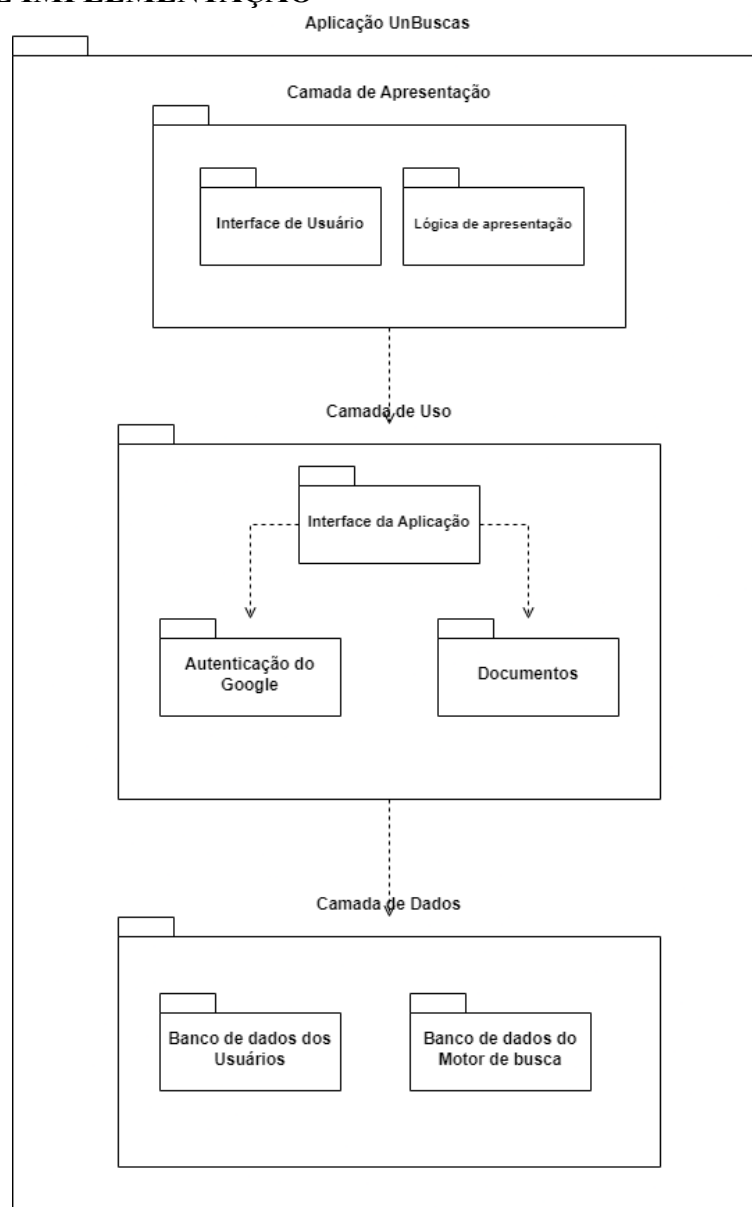 E IMPLEMENTAÇÃO
Aplicação UnBuscas
Camada de Apresentação
Interface de Usuário
Lógica de apresentação
Camada de Uso
Interface da Aplicação
Autenticação do
Google
Documentos
Camada de Dados
Banco de dados dos
Usuários
Banco de dados do
Motor de busca